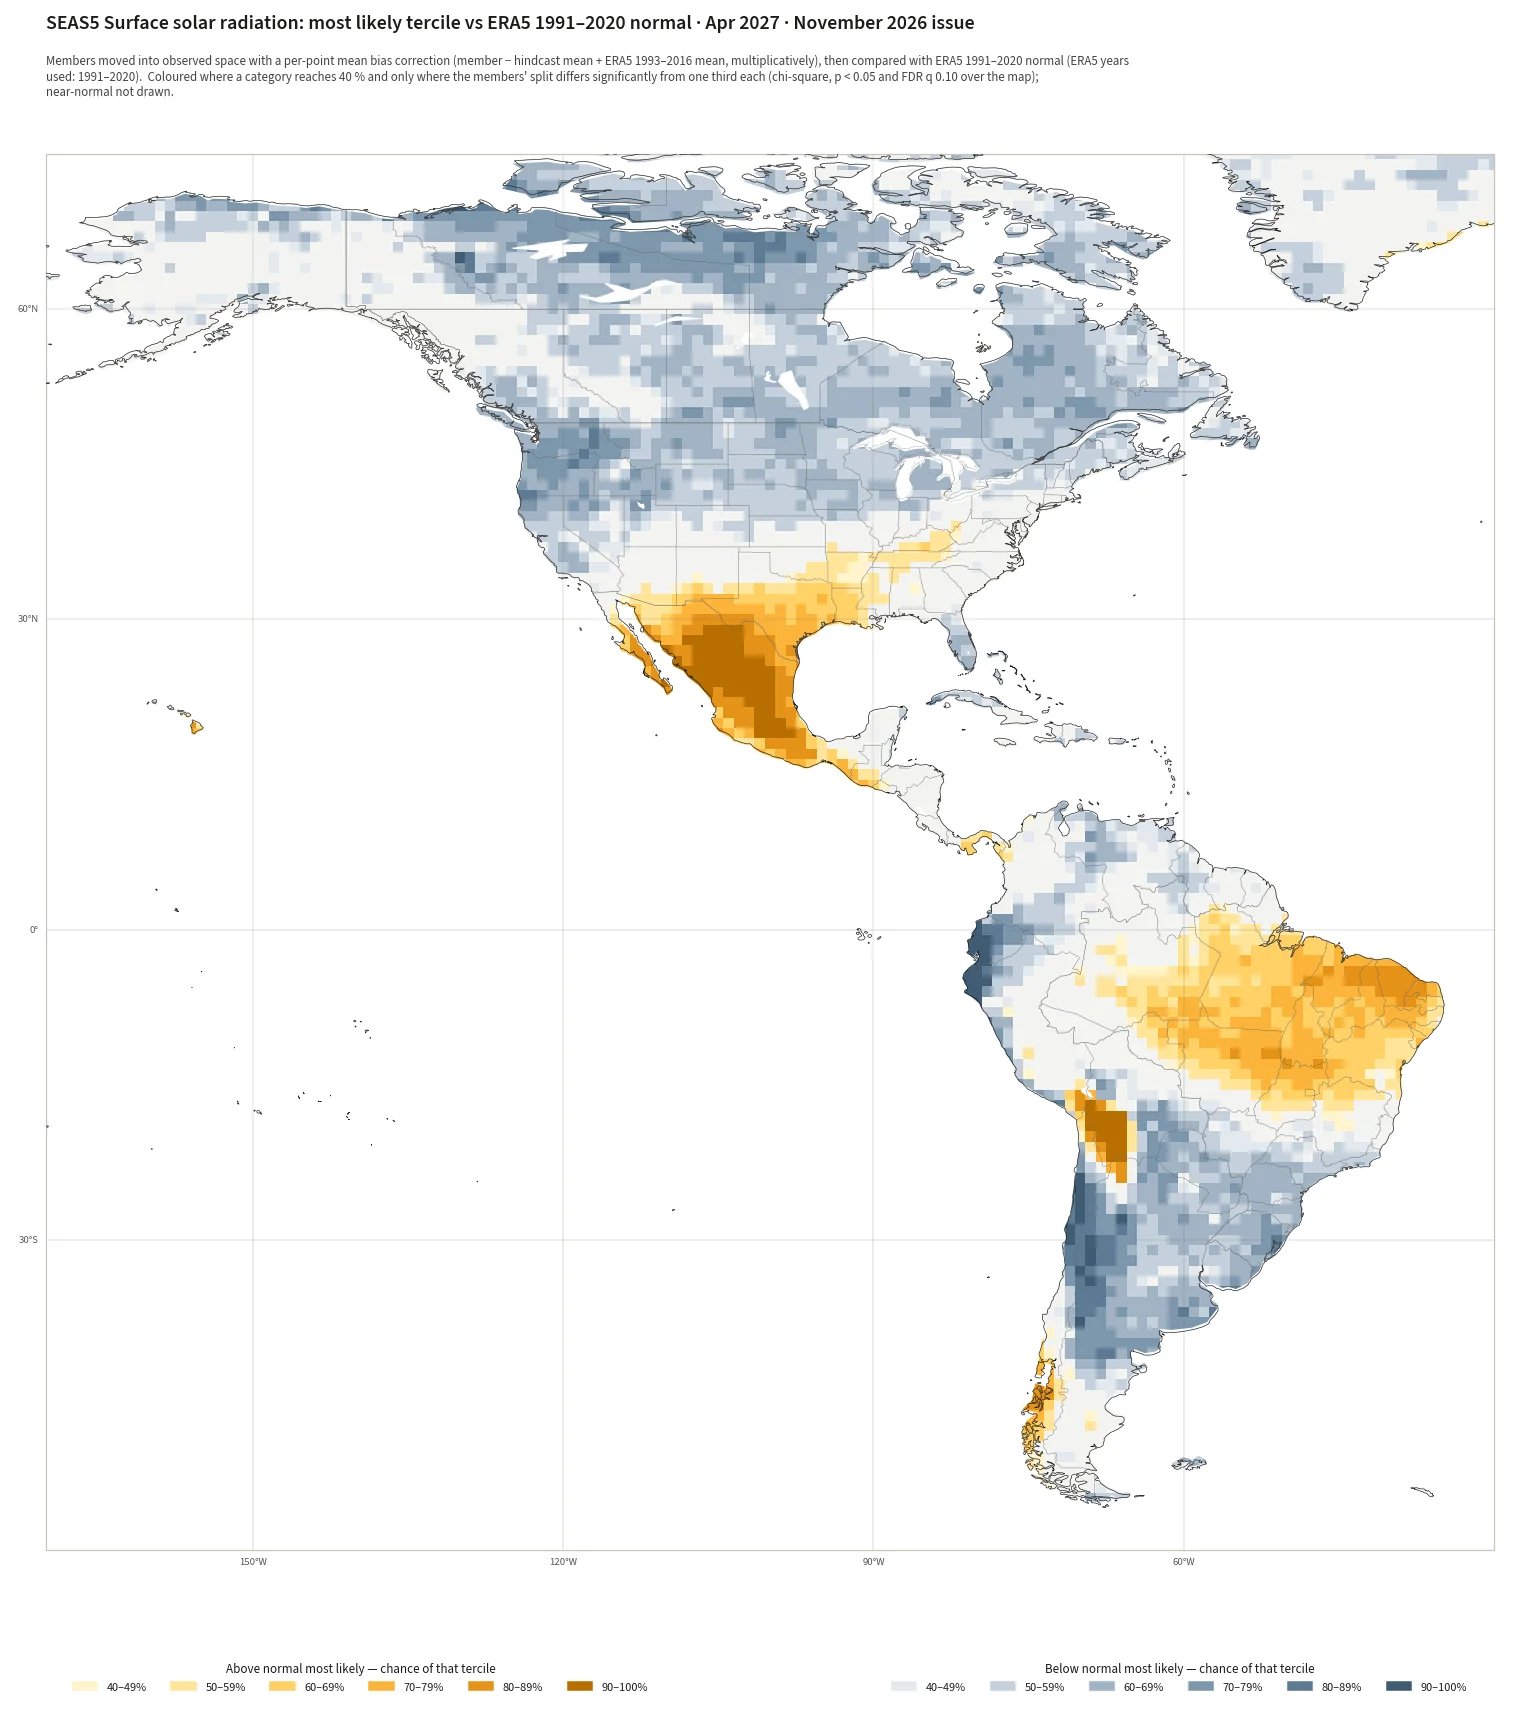 SEAS5 Surface solar radiation: most likely tercile vs ERA5 1991–2020 normal · Apr 2027 · November 2026 issue
Members moved into observed space with a per-point mean bias correction (member − hindcast mean + ERA5 1993–2016 mean, multiplicatively), then compared with ERA5 1991–2020 normal (ERA5 years
used: 1991–2020). Coloured where a category reaches 40 % and only where the members' split differs significantly from one third each (chi-square, p < 0.05 and FDR q 0.10 over the map);
near-normal not drawn.
60°N
30°N
0°
30°S
150°W
120°W
90°W
60°W
Above normal most likely — chance of that tercile
40–49%
50–59%
60–69%
70–79%
80–89%
90–100%
Below normal most likely — chance of that tercile
40–49%
50–59%
60–69%
70–79%
80–89%
90–100%